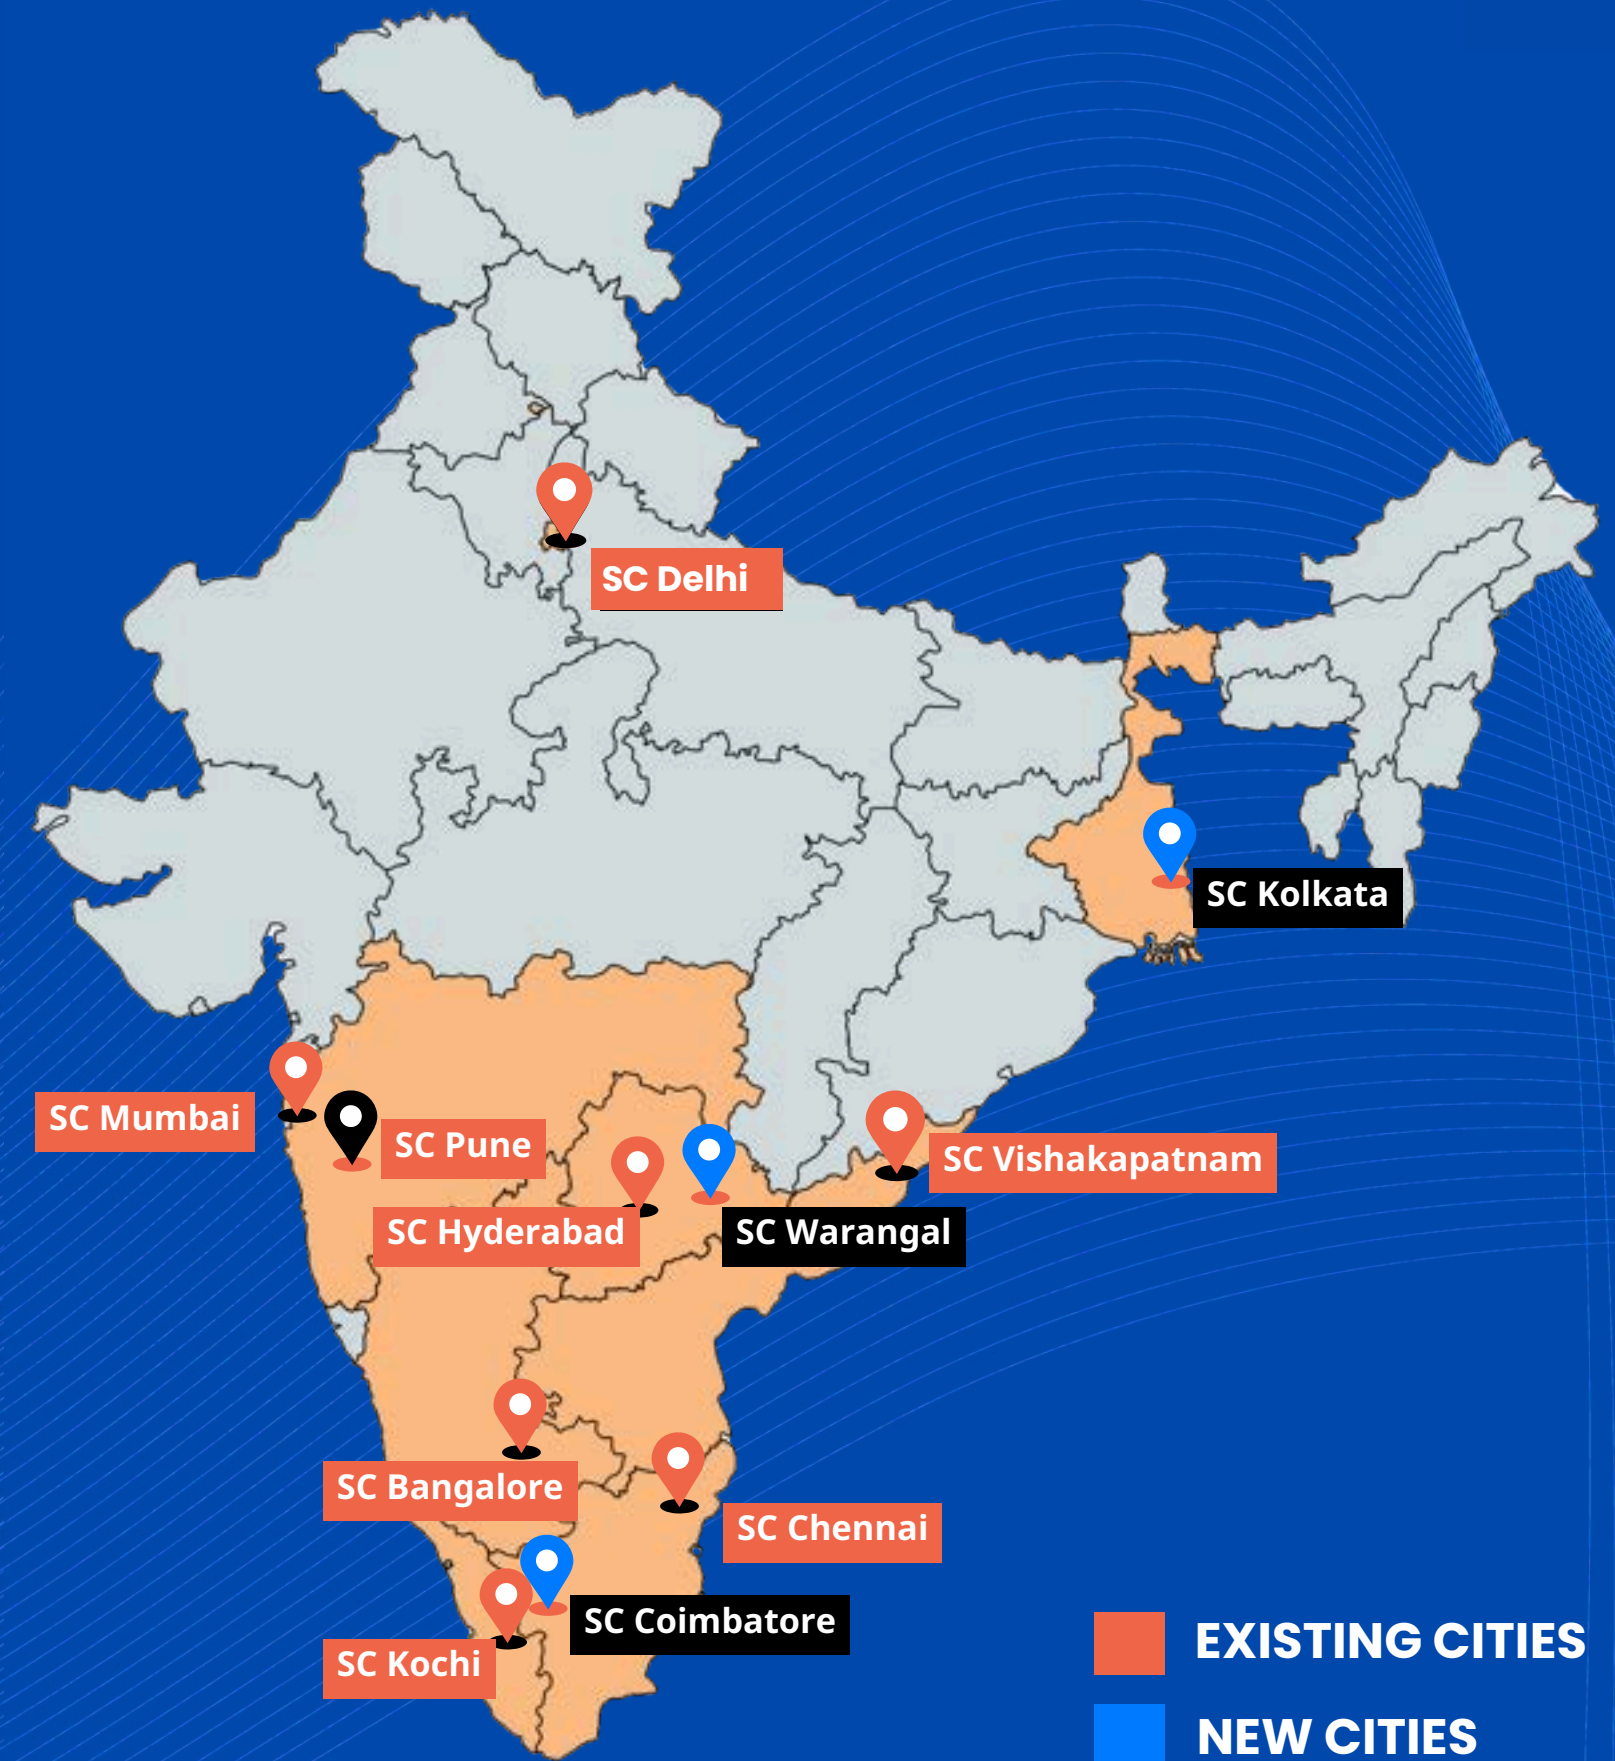 SC Delhi
SC Kolkata
SC Mumbai
SC Pune
SC Vishakapatnam
SC Hyderabad
SC Warangal
SC Bangalore
SC Chennai
SC Coimbatore
SC Kochi
EXISTING CITIES
NEW CITIES